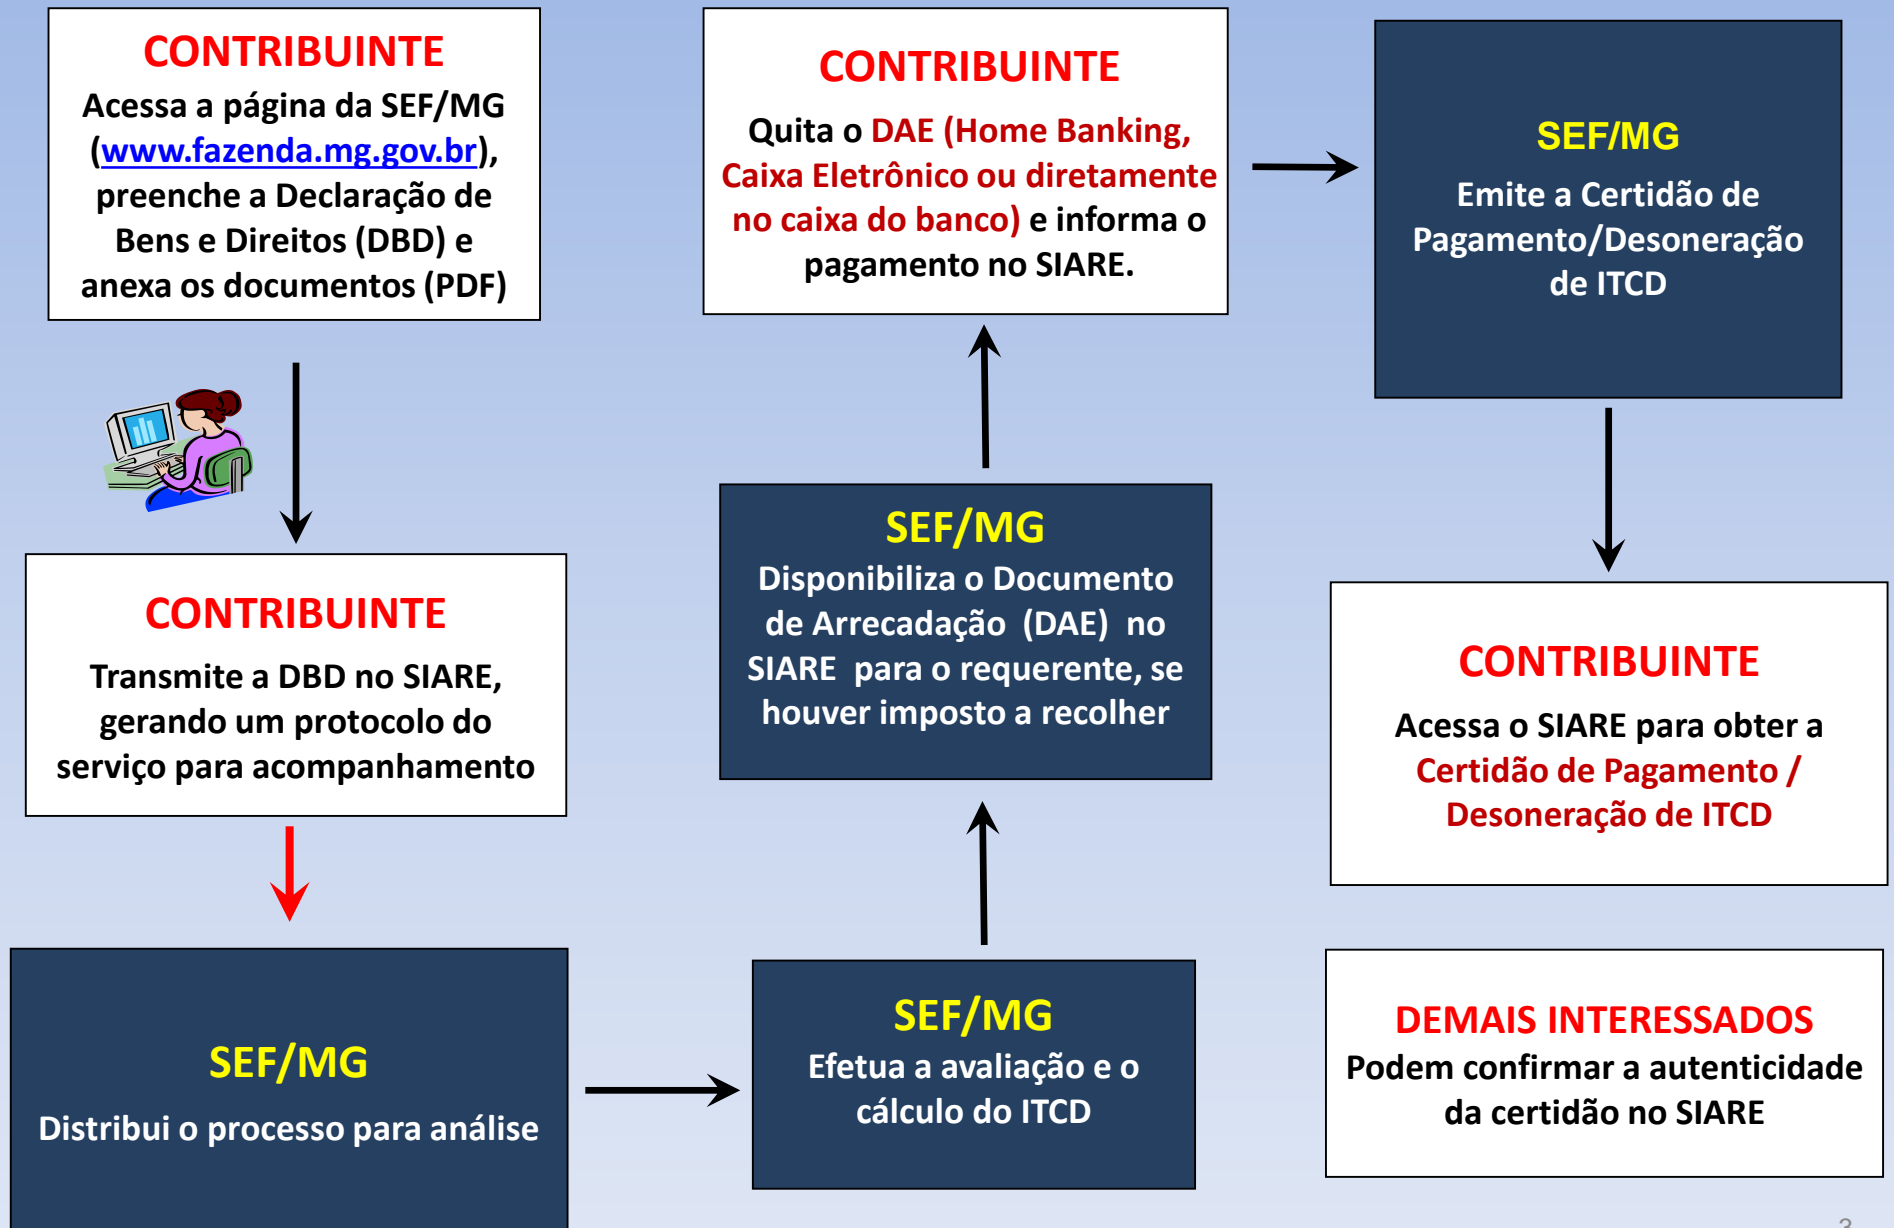 CONTRIBUINTE
Acessa a página da SEF/MG
(www.fazenda.mg.gov.br),
preenche a Declaração de
Bens e Direitos (DBD) e
anexa os documentos (PDF)
CONTRIBUINTE
Transmite a DBD no SIARE,
gerando um protocolo do
serviço para acompanhamento
SEF/MG
Distribui o processo para análise
SEF/MG
Efetua a avaliação e o
cálculo do ITCD
SEF/MG
Disponibiliza o Documento
de Arrecadação (DAE) no
SIARE para o requerente, se
houver imposto a recolher
CONTRIBUINTE
Quita o DAE (Home Banking,
Caixa Eletrônico ou diretamente
no caixa do banco) e informa o
pagamento no SIARE.
SEF/MG
Emite a Certidão de
Pagamento/Desoneração
de ITCD
CONTRIBUINTE
Acessa o SIARE para obter a
Certidão de Pagamento /
Desoneração de ITCD
DEMAIS INTERESSADOS
Podem confirmar a autenticidade
da certidão no SIARE
3